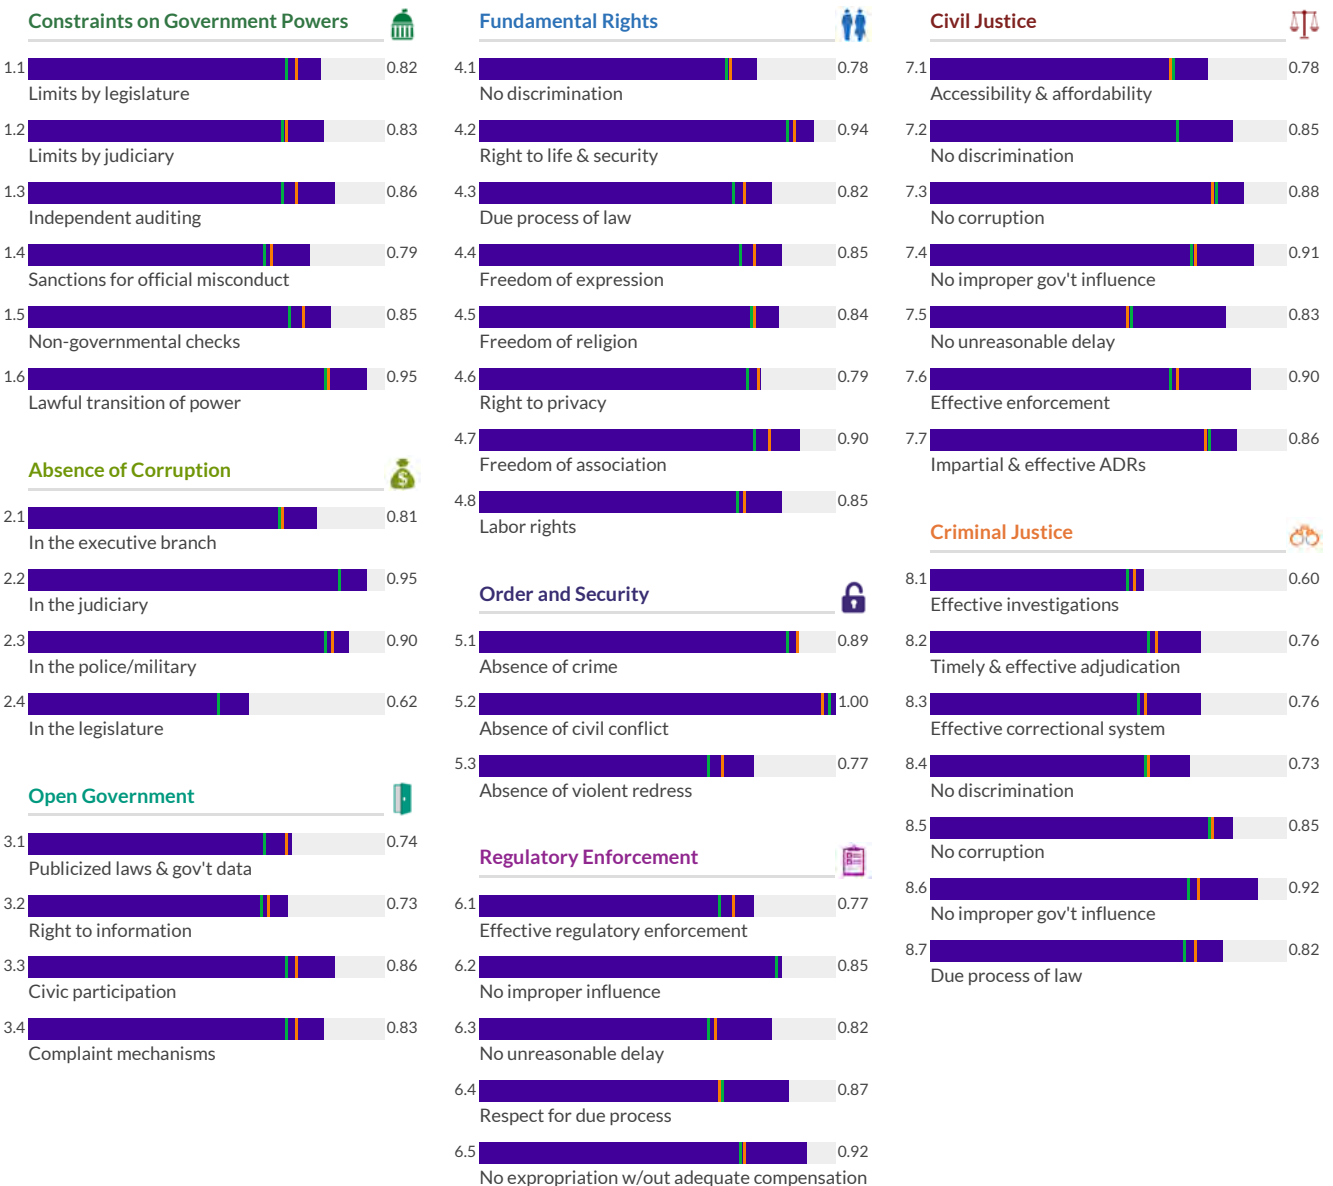 Constraints on Government Powers
1.1 0.82
Limits by legislature
1.2 0.83
Limits by judiciary
1.3 0.86
Independent auditing
1.4 0.79
Sanctions for official misconduct
1.5 0.85
Non-governmental checks
1.6 0.95
Lawful transition of power
Absence of Corruption
2.1 0.81
In the executive branch
2.2 0.95
In the judiciary
2.3 0.90
In the police/military
2.4 0.62
In the legislature
Open Government
3.1 0.74
Publicized laws & gov't data
3.2 0.73
Right to information
3.3 0.86
Civic participation
3.4 0.83
Complaint mechanisms
Fundamental Rights
4.1 0.78
No discrimination
4.2 0.94
Right to life & security
4.3 0.82
Due process of law
4.4 0.85
Freedom of expression
4.5 0.84
Freedom of religion
4.6 0.79
Right to privacy
4.7 0.90
Freedom of association
4.8 0.85
Labor rights
Order and Security
5.1 0.89
Absence of crime
5.2 1.00
Absence of civil conflict
5.3 0.77
Absence of violent redress
Regulatory Enforcement
6.1 0.77
Effective regulatory enforcement
6.2 0.85
No improper influence
6.3 0.82
No unreasonable delay
6.4 0.87
Respect for due process
6.5 0.92
No expropriation w/out adequate compensation
Civil Justice
7.1 0.78
Accessibility & affordability
7.2 0.85
No discrimination
7.3 0.88
No corruption
7.4 0.91
No improper gov't influence
7.5 0.83
No unreasonable delay
7.6 0.90
Effective enforcement
7.7 0.86
Impartial & effective ADRs
Criminal Justice
8.1 0.60
Effective investigations
8.2 0.76
Timely & effective adjudication
8.3 0.76
Effective correctional system
8.4 0.73
No discrimination
8.5 0.85
No corruption
8.6 0.92
No improper gov't influence
8.7 0.82
Due process of law